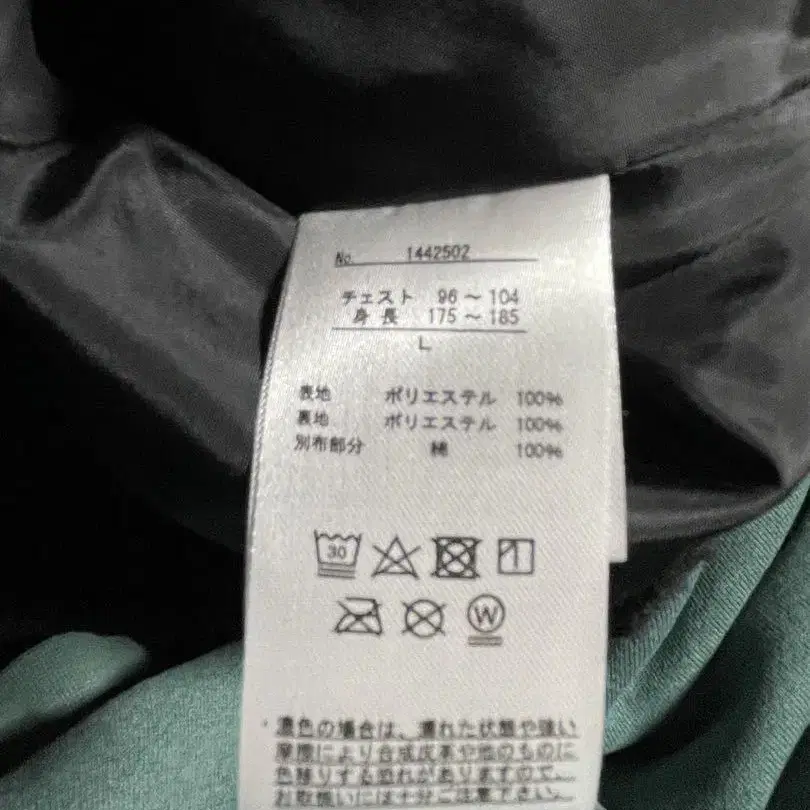 No. 1442502
チェスト 96～104
身長 175～185
L
表地 ポリエステル 100%
裏地 ポリエステル 100%
別布部分 綿 100%
30
W
・濃色の場合は、濡れた状態や強い
摩擦により合成皮革や他のものに
色移りする恐れがありますので、
お取扱いには十分ご注意下さい。